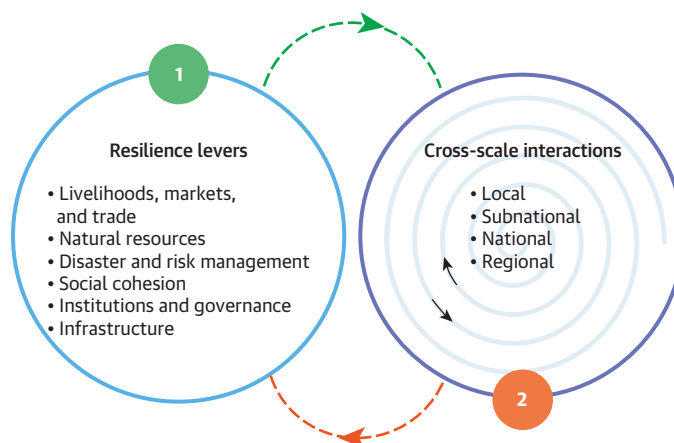 1
Resilience levers
• Livelihoods, markets,
and trade
• Natural resources
• Disaster and risk management
• Social cohesion
• Institutions and governance
• Infrastructure
Cross-scale interactions
• Local
• Subnational
• National
• Regional
2